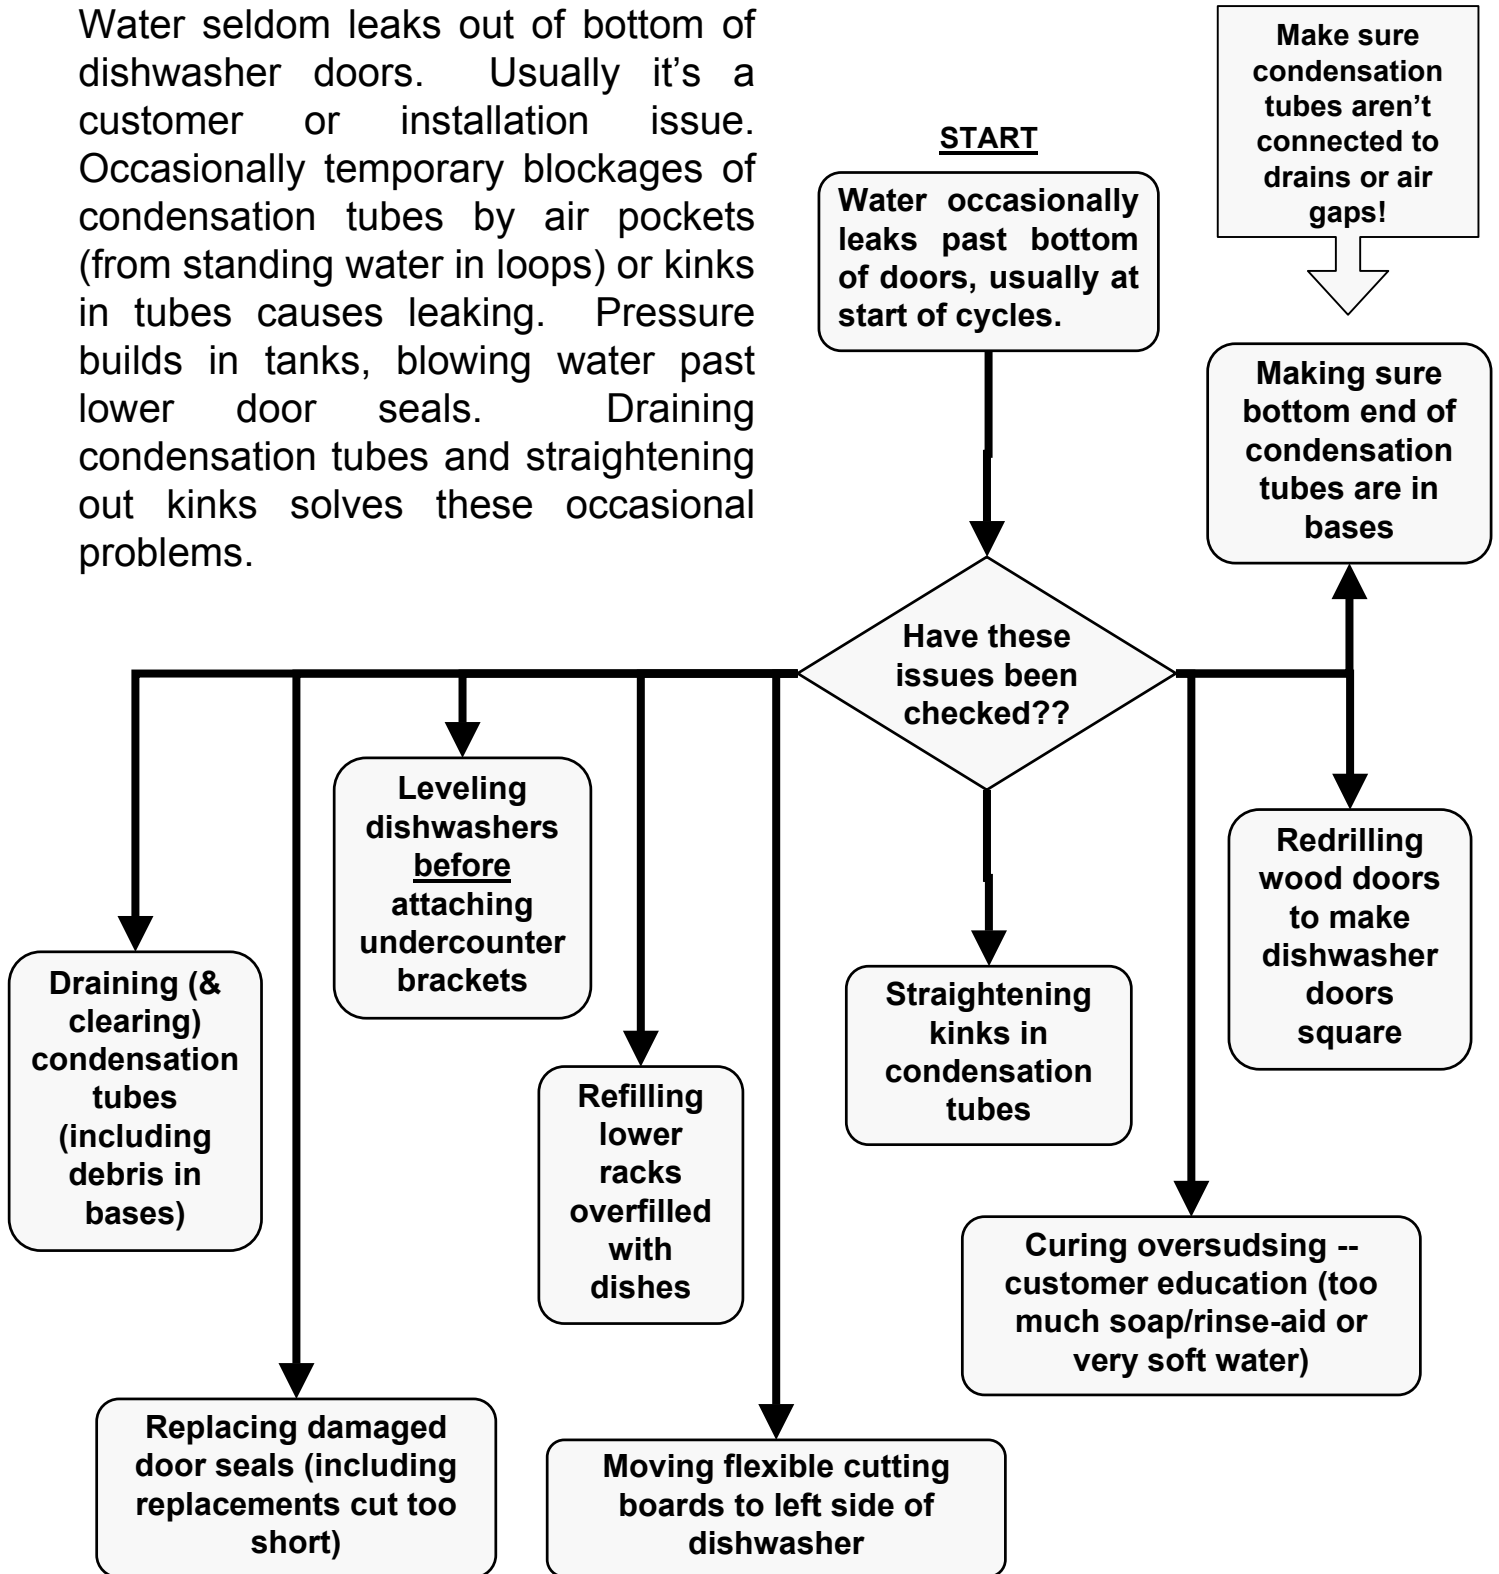 Water seldom leaks out of bottom of
dishwasher doors. Usually it's a
customer or installation issue.
Occasionally temporary blockages of
condensation tubes by air pockets
(from standing water in loops) or kinks
in tubes causes leaking. Pressure
builds in tanks, blowing water past
lower door seals. Draining
condensation tubes and straightening
out kinks solves these occasional
problems.
START
Water occasionally
leaks past bottom
of doors, usually at
start of cycles.
Make sure
condensation
tubes aren't
connected to
drains or air
gaps!
Making sure
bottom end of
condensation
tubes are in
bases
Have these
issues been
checked??
Draining (&
clearing)
condensation
tubes
(including
debris in
bases)
Replacing damaged
door seals (including
replacements cut too
short)
Leveling
dishwashers
before
attaching
undercounter
brackets
Refilling
lower
racks
overfilled
with
dishes
Moving flexible cutting
boards to left side of
dishwasher
Straightening
kinks in
condensation
tubes
Curing oversudsing --
customer education (too
much soap/rinse-aid or
very soft water)
Redrilling
wood doors
to make
dishwasher
doors
square